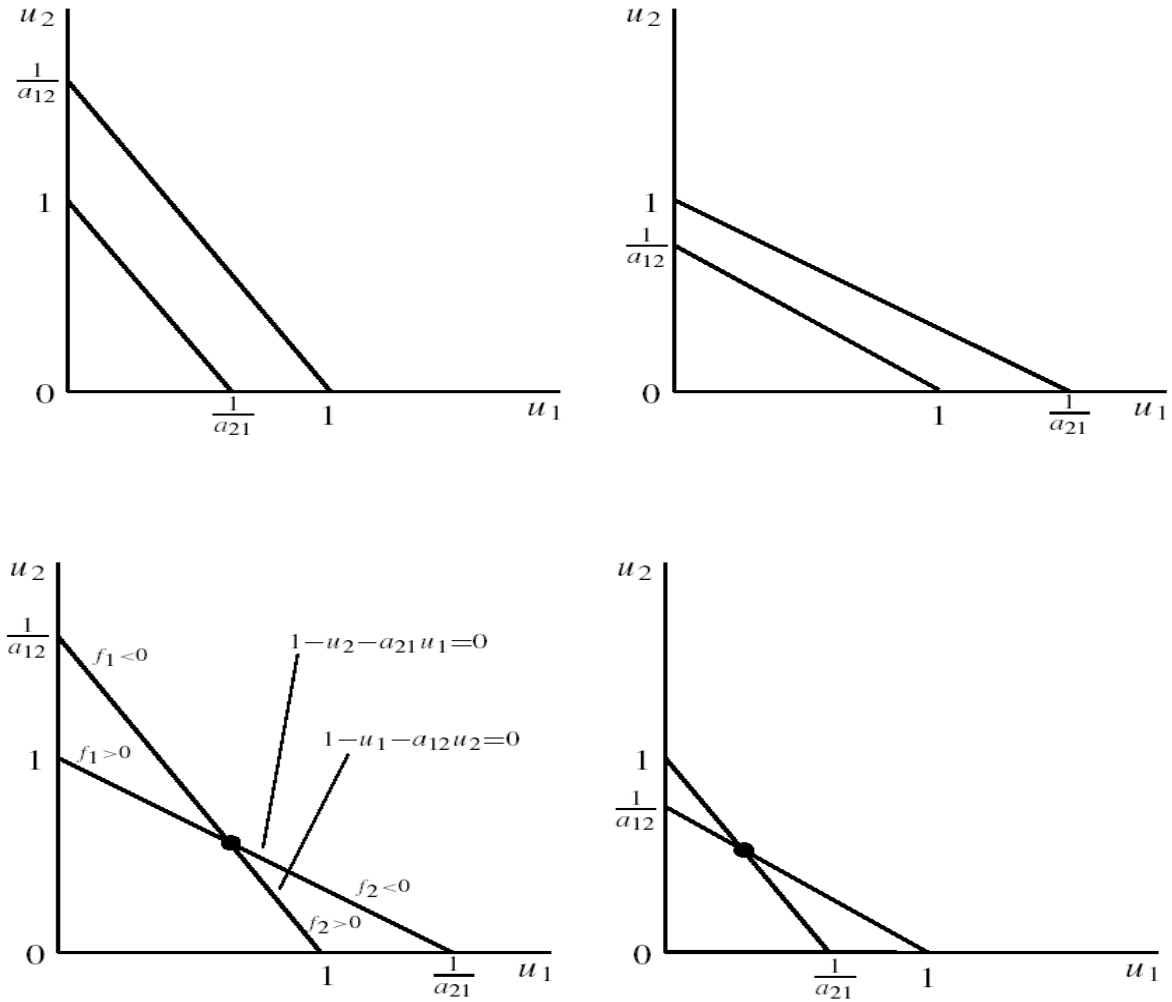 u₂
1/a₁₂
1
0
1/a₂₁
1
u₁
u₂
1
1/a₁₂
0
1
1/a₂₁
u₁
u₂
1/a₁₂
f₁<0
1−u₂−a₂₁u₁=0
1−u₁−a₁₂u₂=0
1
f₁>0
f₂<0
f₂>0
0
1
1/a₂₁
u₁
u₂
1
1/a₁₂
0
1/a₂₁
1
u₁